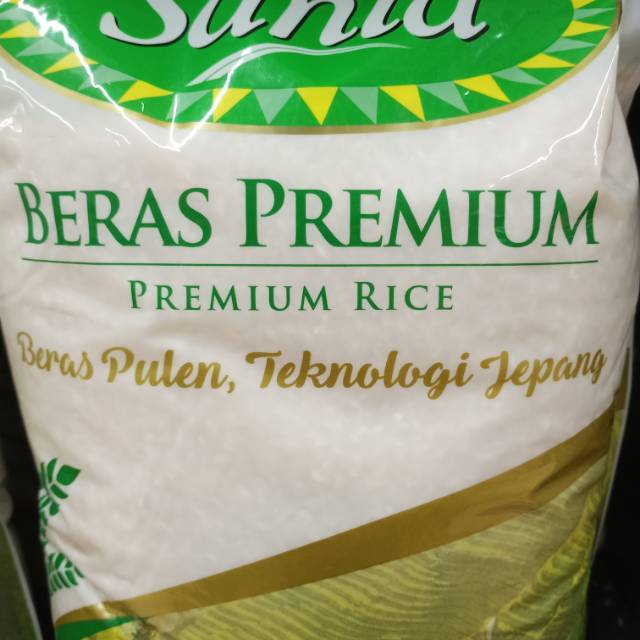 Sania
BERAS PREMIUM
PREMIUM RICE
Beras Pulen, Teknologi Jepang